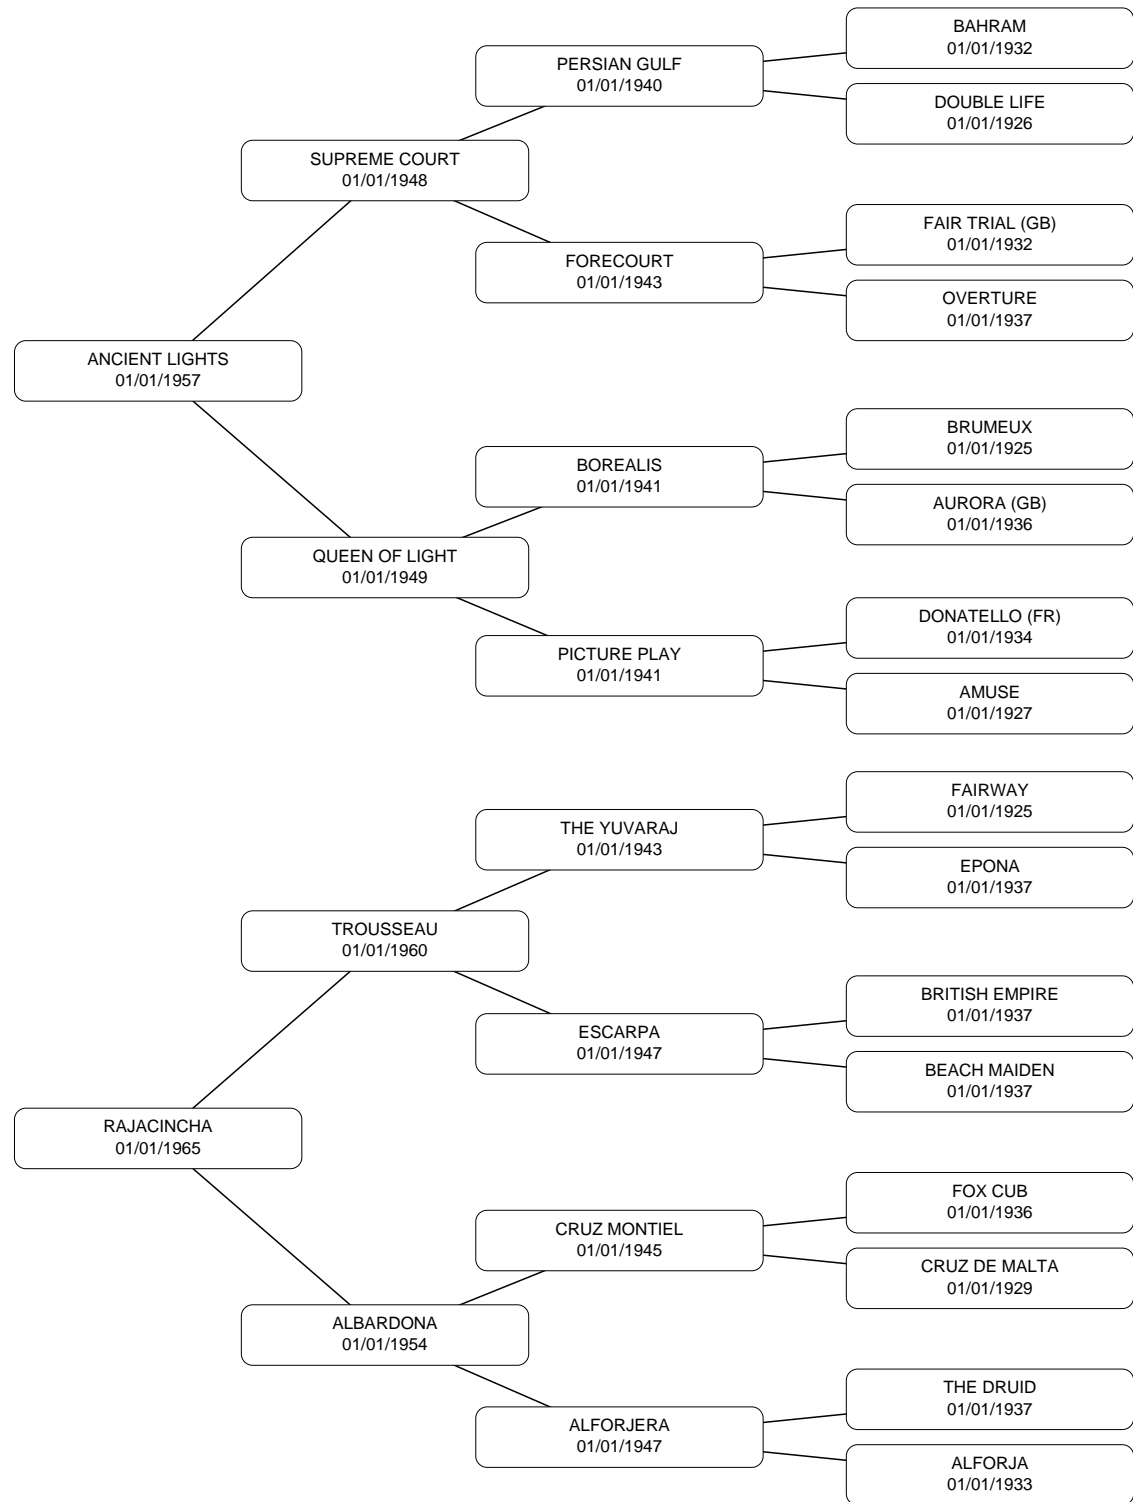 BAHRAM
01/01/1932
PERSIAN GULF
01/01/1940
DOUBLE LIFE
01/01/1926
SUPREME COURT
01/01/1948
FAIR TRIAL (GB)
01/01/1932
FORECOURT
01/01/1943
OVERTURE
01/01/1937
ANCIENT LIGHTS
01/01/1957
BRUMEUX
01/01/1925
BOREALIS
01/01/1941
AURORA (GB)
01/01/1936
QUEEN OF LIGHT
01/01/1949
DONATELLO (FR)
01/01/1934
PICTURE PLAY
01/01/1941
AMUSE
01/01/1927
FAIRWAY
01/01/1925
THE YUVARAJ
01/01/1943
EPONA
01/01/1937
TROUSSEAU
01/01/1960
BRITISH EMPIRE
01/01/1937
ESCARPA
01/01/1947
BEACH MAIDEN
01/01/1937
RAJACINCHA
01/01/1965
FOX CUB
01/01/1936
CRUZ MONTIEL
01/01/1945
CRUZ DE MALTA
01/01/1929
ALBARDONA
01/01/1954
THE DRUID
01/01/1937
ALFORJERA
01/01/1947
ALFORJA
01/01/1933